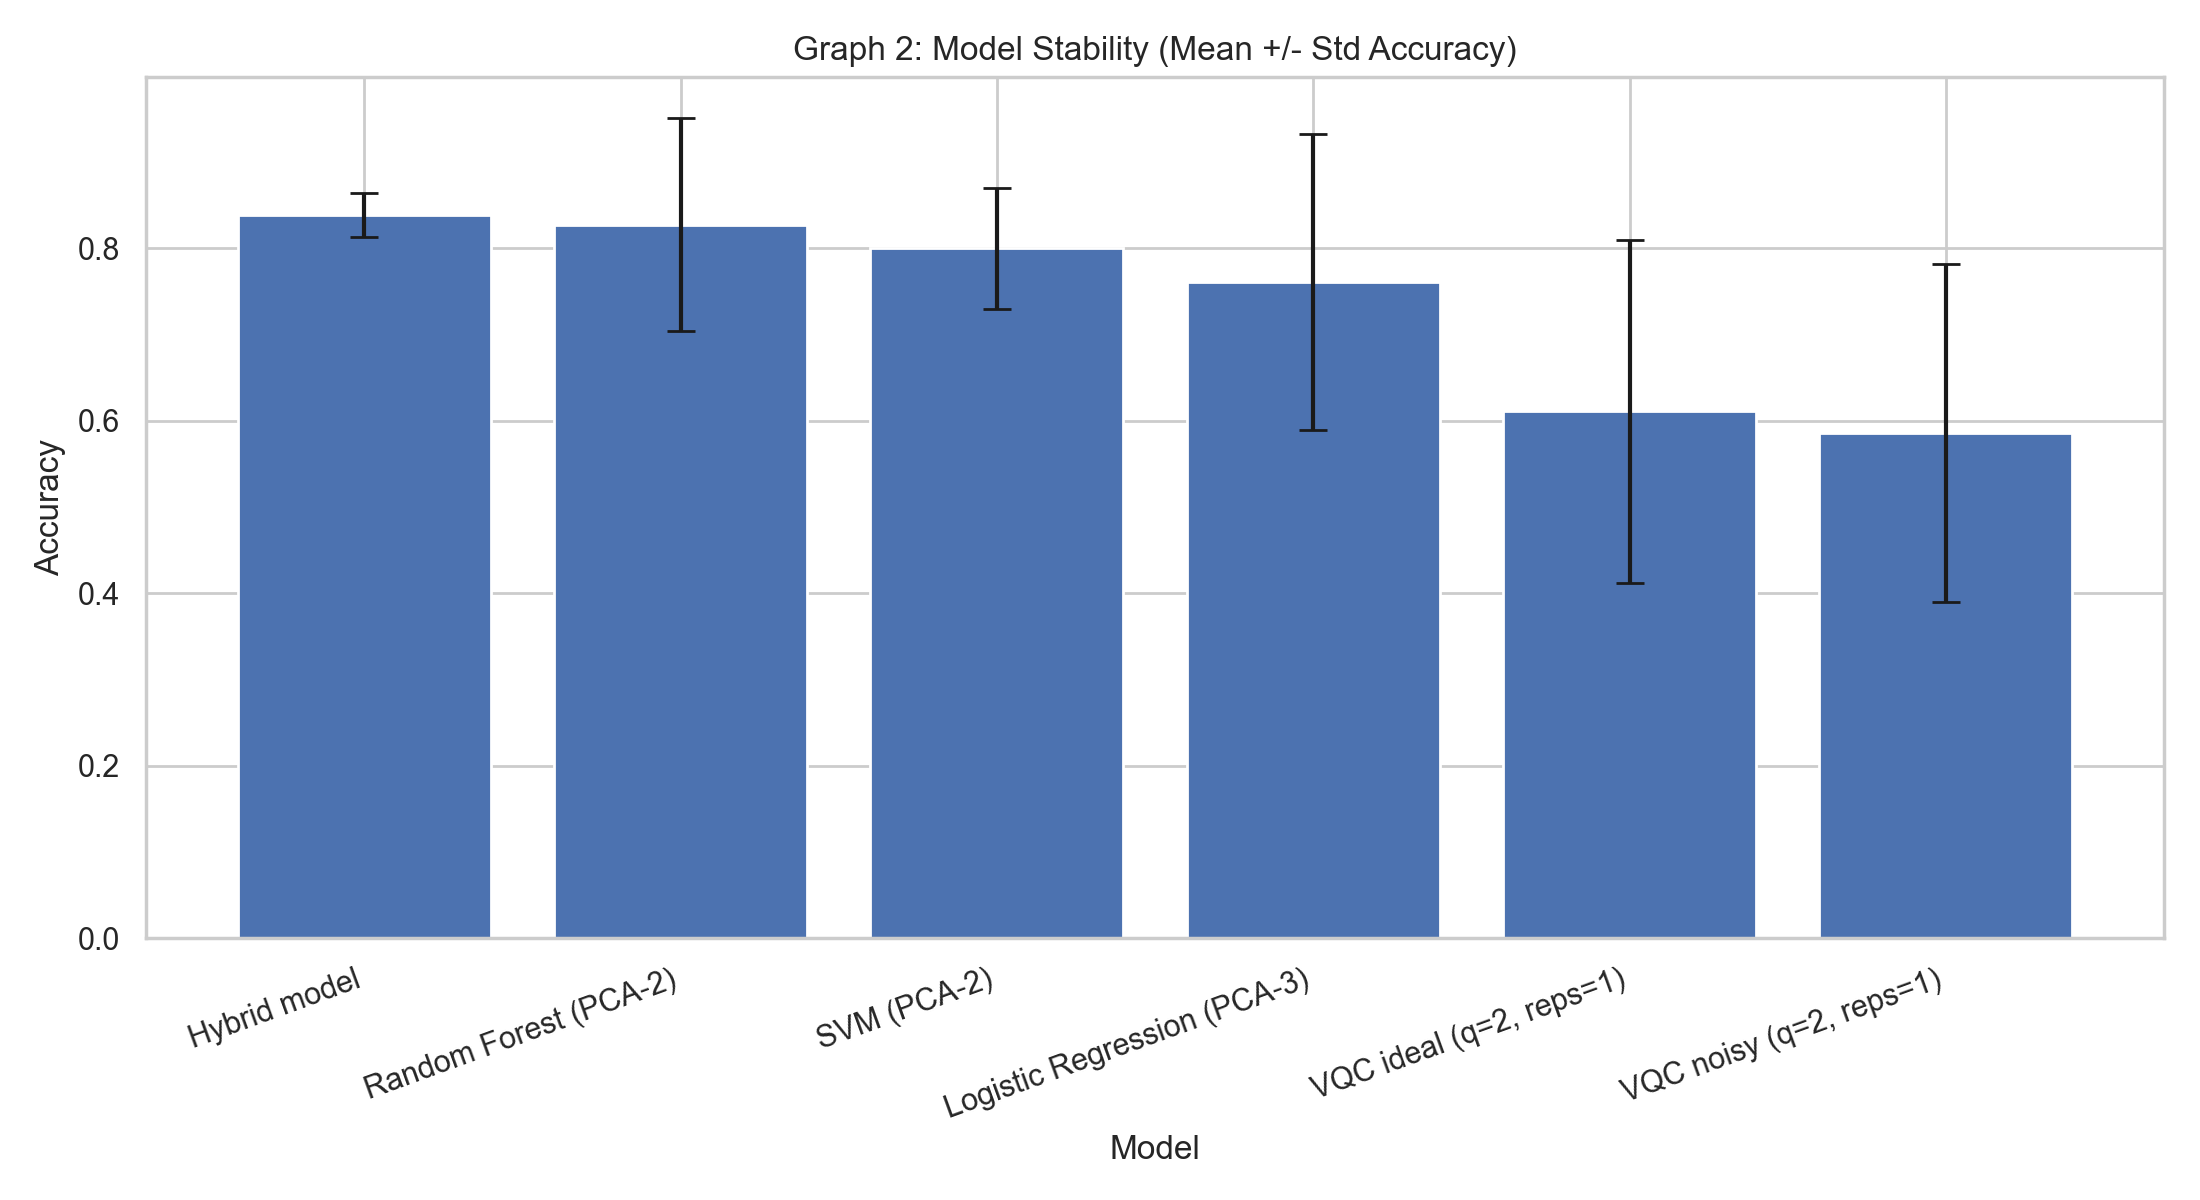 Graph 2: Model Stability (Mean +/- Std Accuracy)
Accuracy
0.8
0.6
0.4
0.2
0.0
Hybrid model
Random Forest (PCA-2)
SVM (PCA-2)
Logistic Regression (PCA-3)
VQC ideal (q=2, reps=1)
VQC noisy (q=2, reps=1)
Model